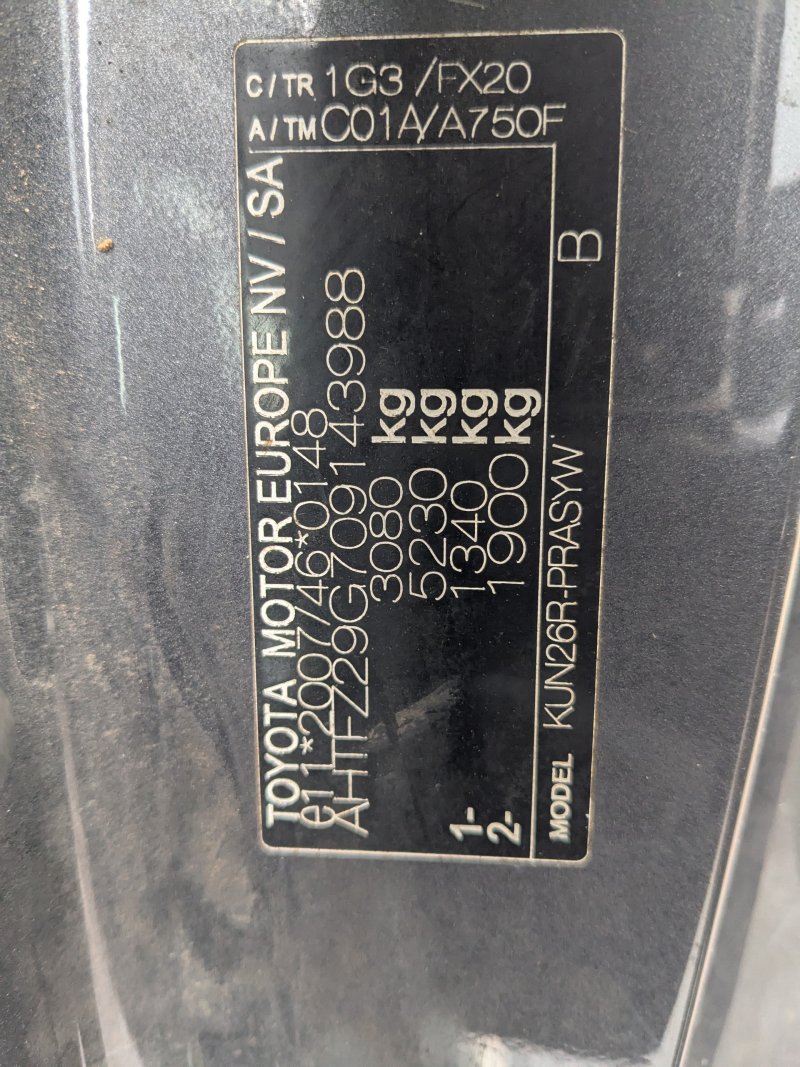 TOYOTA MOTOR EUROPE NV / SA
e11*2007/46*0148
AHTFZ29G709143988
3080 kg
5230 kg
1- 1340 kg
2- 1900 kg
MODEL KUN26R-PRASYW B
C/TR 1G3 /FX20
A/TM C01A/A750F